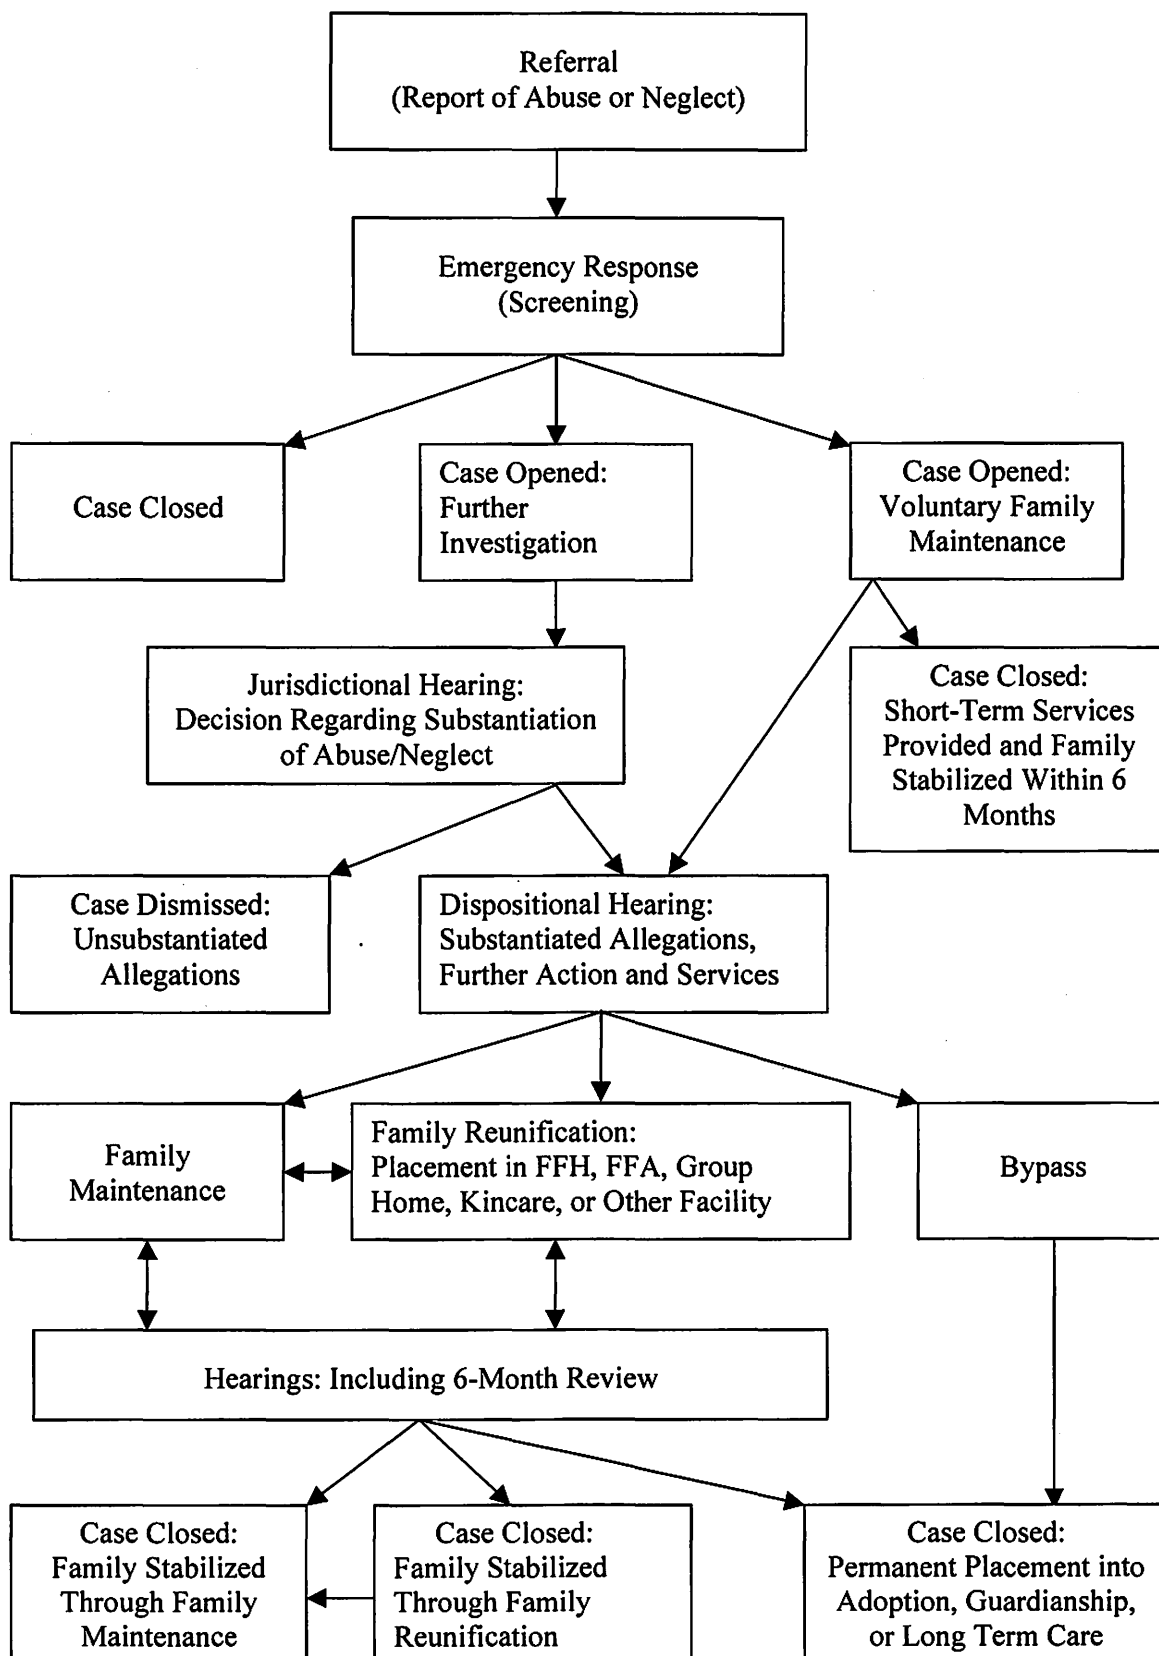 Referral
(Report of Abuse or Neglect)
Emergency Response
(Screening)
Case Closed
Case Opened:
Further
Investigation
Case Opened:
Voluntary Family
Maintenance
Jurisdictional Hearing:
Decision Regarding Substantiation
of Abuse/Neglect
Case Closed:
Short-Term Services
Provided and Family
Stabilized Within 6
Months
Case Dismissed:
Unsubstantiated
Allegations
Dispositional Hearing:
Substantiated Allegations,
Further Action and Services
Family
Maintenance
Family Reunification:
Placement in FFH, FFA, Group
Home, Kincare, or Other Facility
Bypass
Hearings: Including 6-Month Review
Case Closed:
Family Stabilized
Through Family
Maintenance
Case Closed:
Family Stabilized
Through Family
Reunification
Case Closed:
Permanent Placement into
Adoption, Guardianship,
or Long Term Care